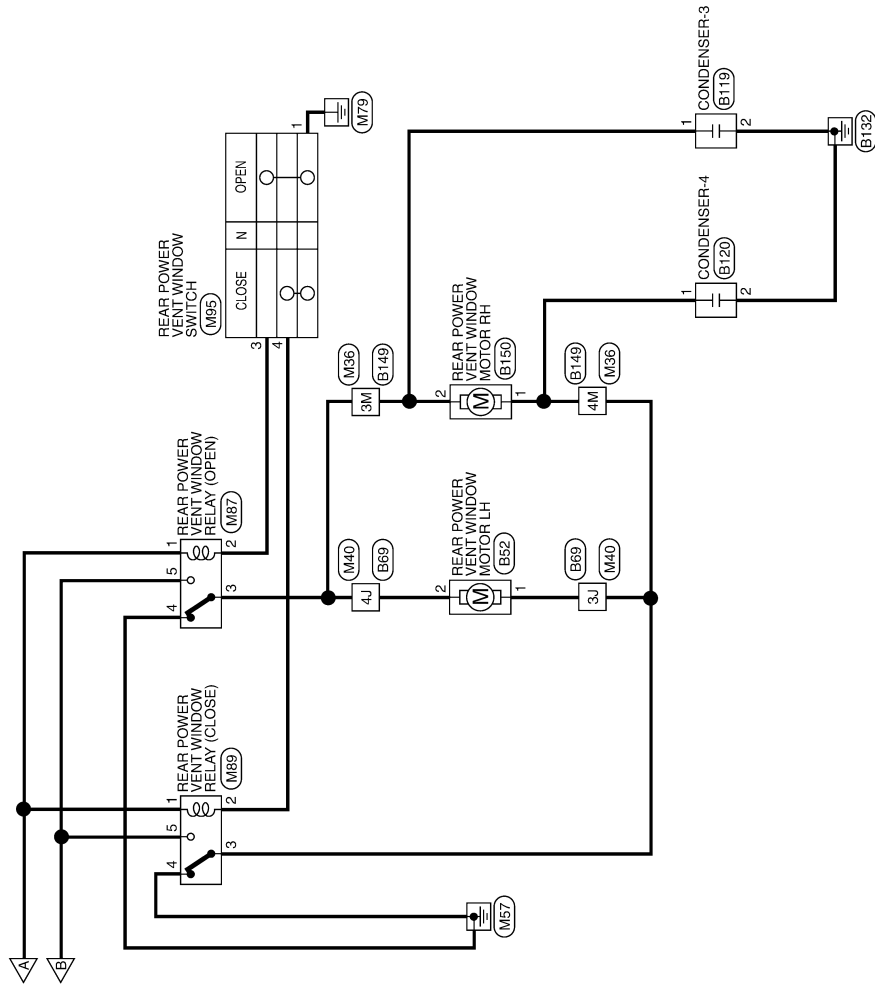 A
B
REAR POWER
VENT WINDOW
RELAY (CLOSE)
M89
1
5
4
2
3
REAR POWER
VENT WINDOW
RELAY (OPEN)
M87
1
5
4
2
3
REAR POWER
VENT WINDOW
SWITCH
M95
CLOSE
N
OPEN
3
4
1
M79
M57
M40
4J
B69
2
REAR POWER
VENT WINDOW
MOTOR LH
B52
M
1
B69
3J
M40
M36
3M
B149
2
REAR POWER
VENT WINDOW
MOTOR RH
B150
M
1
B149
4M
M36
CONDENSER-4
B120
1
2
CONDENSER-3
B119
1
2
B132